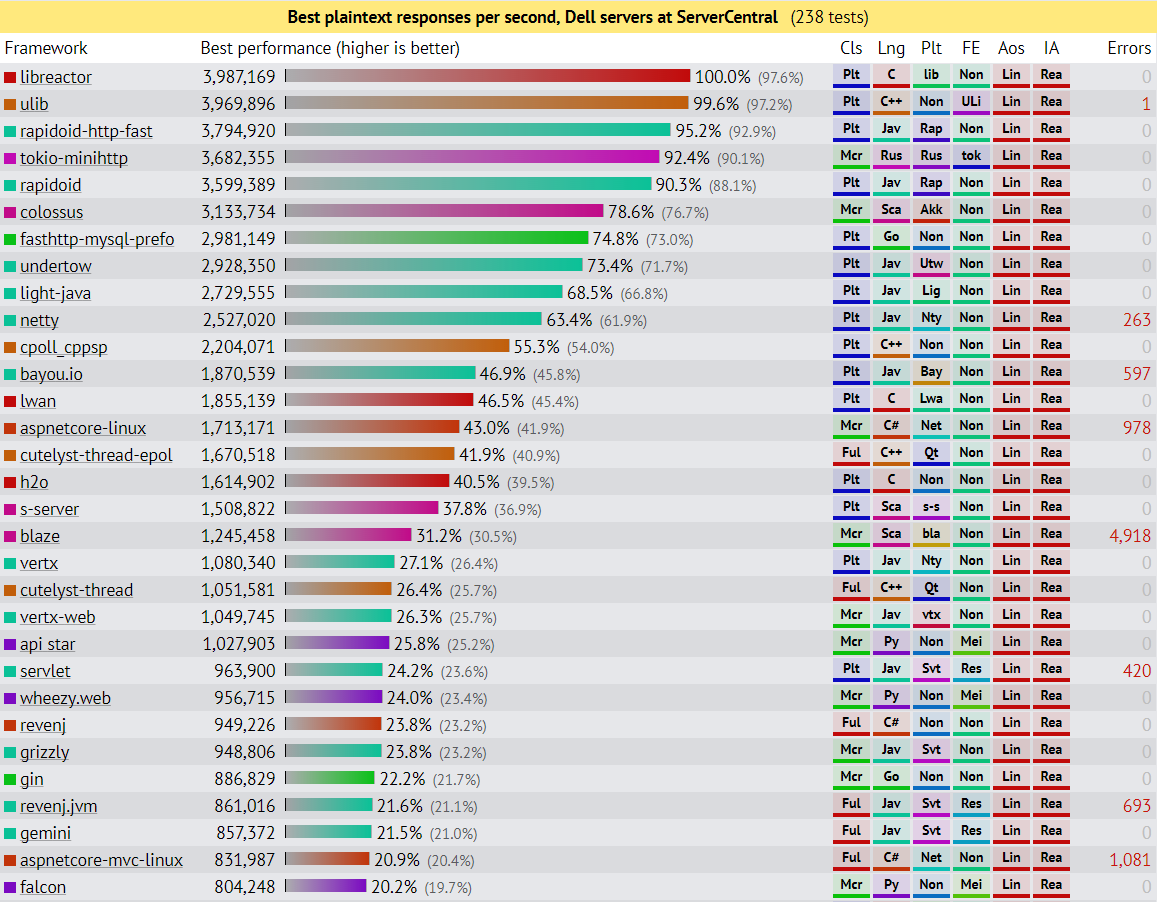 Best plaintext responses per second, Dell servers at ServerCentral (238 tests)
Framework Best performance (higher is better) Cls Lng Plt FE Aos IA Errors
libreactor 3,987,169 100.0% (97.6%) Plt C lib Non Lin Rea 0
ulib 3,969,896 99.6% (97.2%) Plt C++ Non ULi Lin Rea 1
rapidoid-http-fast 3,794,920 95.2% (92.9%) Plt Jav Rap Non Lin Rea 0
tokio-minihttp 3,682,355 92.4% (90.1%) Mcr Rus Rus tok Lin Rea 0
rapidoid 3,599,389 90.3% (88.1%) Plt Jav Rap Non Lin Rea 0
colossus 3,133,734 78.6% (76.7%) Mcr Sca Akk Non Lin Rea 0
fasthttp-mysql-prefo 2,981,149 74.8% (73.0%) Plt Go Non Non Lin Rea 0
undertow 2,928,350 73.4% (71.7%) Plt Jav Utw Non Lin Rea 0
light-java 2,729,555 68.5% (66.8%) Plt Jav Lig Non Lin Rea 0
netty 2,527,020 63.4% (61.9%) Plt Jav Nty Non Lin Rea 263
cpoll_cppsp 2,204,071 55.3% (54.0%) Plt C++ Non Non Lin Rea 0
bayou.io 1,870,539 46.9% (45.8%) Plt Jav Bay Non Lin Rea 597
lwan 1,855,139 46.5% (45.4%) Plt C Lwa Non Lin Rea 0
aspnetcore-linux 1,713,171 43.0% (41.9%) Mcr C# Net Non Lin Rea 978
cutelyst-thread-epol 1,670,518 41.9% (40.9%) Ful C++ Qt Non Lin Rea 0
h2o 1,614,902 40.5% (39.5%) Plt C Non Non Lin Rea 0
s-server 1,508,822 37.8% (36.9%) Plt Sca s-s Non Lin Rea 0
blaze 1,245,458 31.2% (30.5%) Mcr Sca bla Non Lin Rea 4,918
vertx 1,080,340 27.1% (26.4%) Plt Jav Nty Non Lin Rea 0
cutelyst-thread 1,051,581 26.4% (25.7%) Ful C++ Qt Non Lin Rea 0
vertx-web 1,049,745 26.3% (25.7%) Mcr Jav vtx Non Lin Rea 0
api star 1,027,903 25.8% (25.2%) Mcr Py Non Mei Lin Rea 0
servlet 963,900 24.2% (23.6%) Plt Jav Svt Res Lin Rea 420
wheezy.web 956,715 24.0% (23.4%) Mcr Py Non Mei Lin Rea 0
revenj 949,226 23.8% (23.2%) Ful C# Non Non Lin Rea 0
grizzly 948,806 23.8% (23.2%) Mcr Jav Svt Non Lin Rea 0
gin 886,829 22.2% (21.7%) Mcr Go Non Non Lin Rea 0
revenj.jvm 861,016 21.6% (21.1%) Ful Jav Svt Res Lin Rea 693
gemini 857,372 21.5% (21.0%) Ful Jav Svt Res Lin Rea 0
aspnetcore-mvc-linux 831,987 20.9% (20.4%) Ful C# Net Non Lin Rea 1,081
falcon 804,248 20.2% (19.7%) Mcr Py Non Mei Lin Rea 0